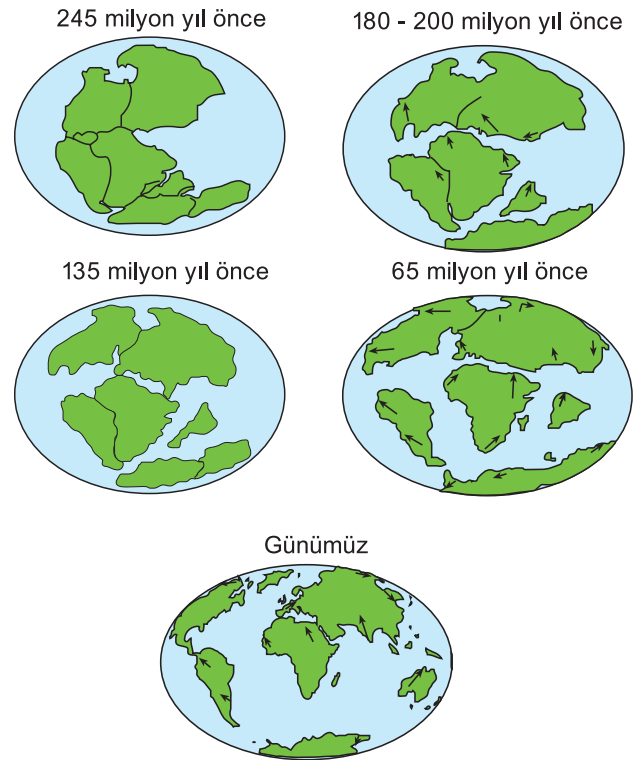 245 milyon yıl önce
180 - 200 milyon yıl önce
135 milyon yıl önce
65 milyon yıl önce
Günümüz